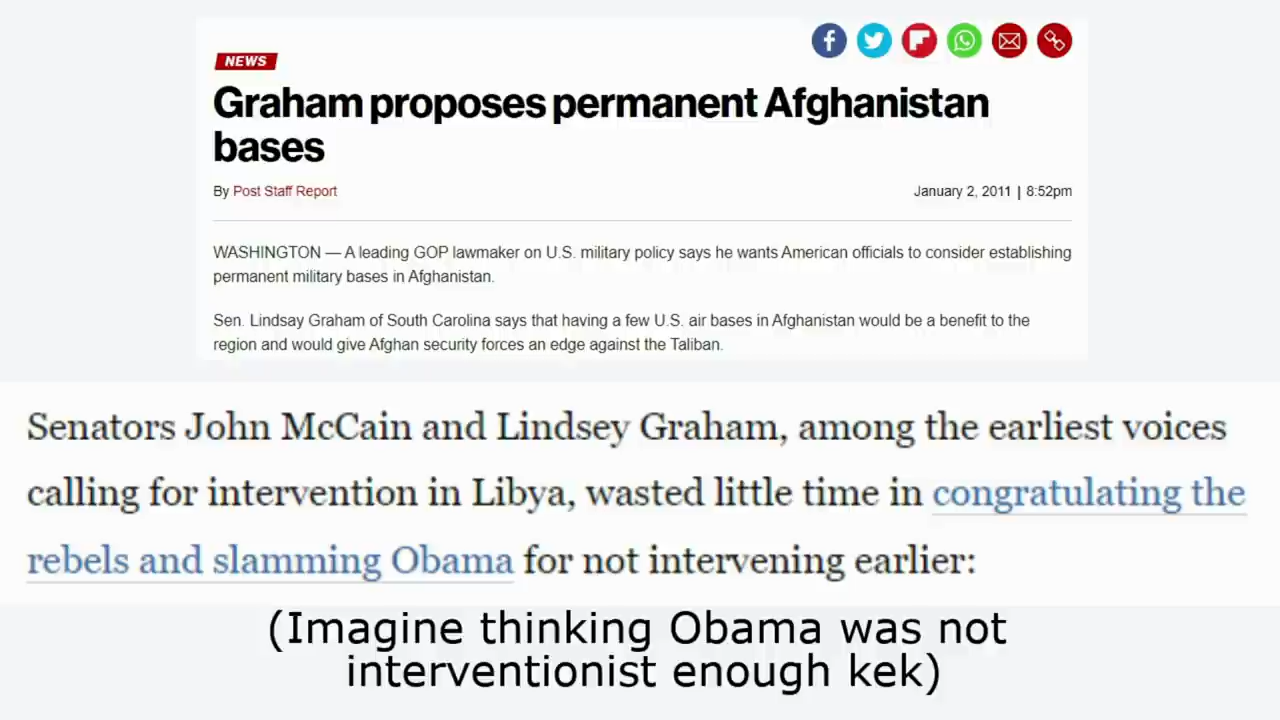 NEWS
Graham proposes permanent Afghanistan
bases
By Post Staff Report
January 2, 2011 | 8:52pm
WASHINGTON — A leading GOP lawmaker on U.S. military policy says he wants American officials to consider establishing
permanent military bases in Afghanistan.
Sen. Lindsay Graham of South Carolina says that having a few U.S. air bases in Afghanistan would be a benefit to the
region and would give Afghan security forces an edge against the Taliban.
Senators John McCain and Lindsey Graham, among the earliest voices
calling for intervention in Libya, wasted little time in congratulating the
rebels and slamming Obama for not intervening earlier:
(Imagine thinking Obama was not
interventionist enough kek)